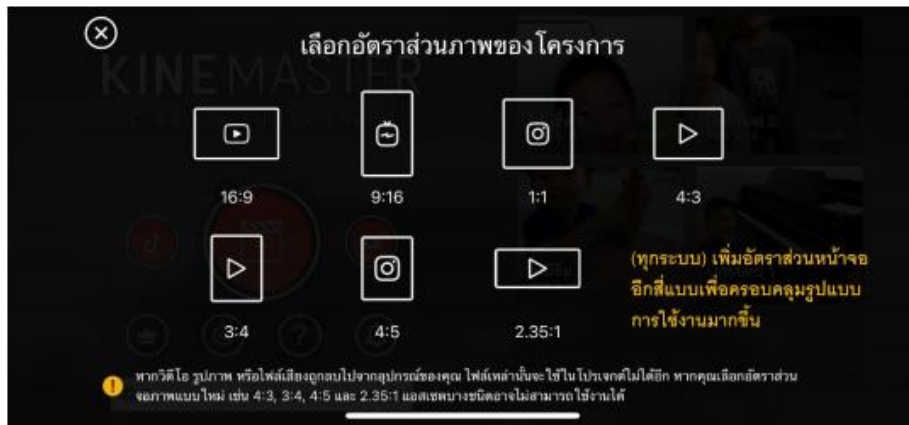 เลือกอัตราส่วนภาพของโครงการ
KINEMASTER
16:9
9:16
1:1
4:3
3:4
4:5
2.35:1
(ทุกระบบ) เพิ่มอัตราส่วนหน้าจอ
อีกสี่แบบเพื่อครอบคลุมรูปแบบ
การใช้งานมากขึ้น
หากวิดีโอ รูปภาพ หรือไฟล์เสียงถูกลบไปจากอุปกรณ์ของคุณ ไฟล์เหล่านั้นจะใช้ในโปรเจกต์ไม่ได้อีก หากคุณเลือกอัตราส่วน
จอภาพแบบใหม่ เช่น 4:3, 3:4, 4:5 และ 2.35:1 แอสเซตบางชนิดอาจไม่สามารถใช้งานได้